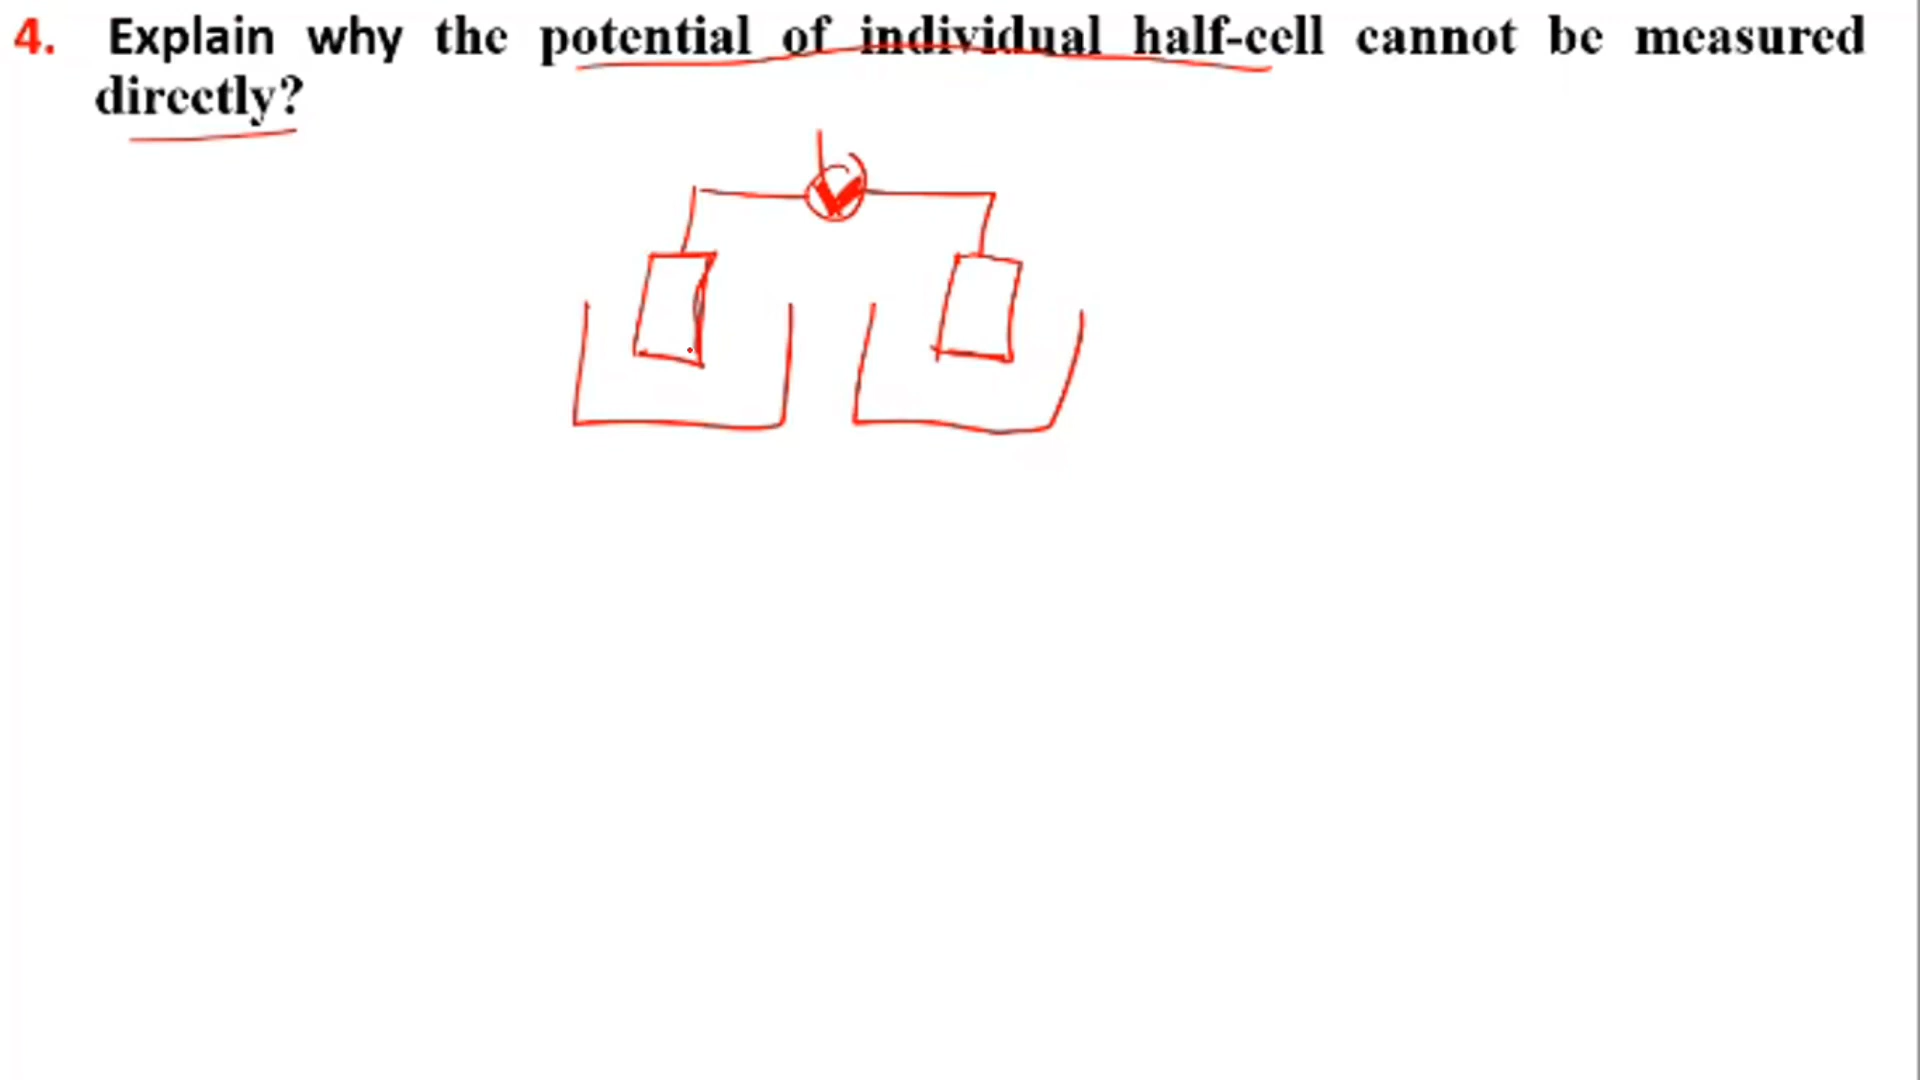 4. Explain why the potential of individual half-cell cannot be measured
directly?
V